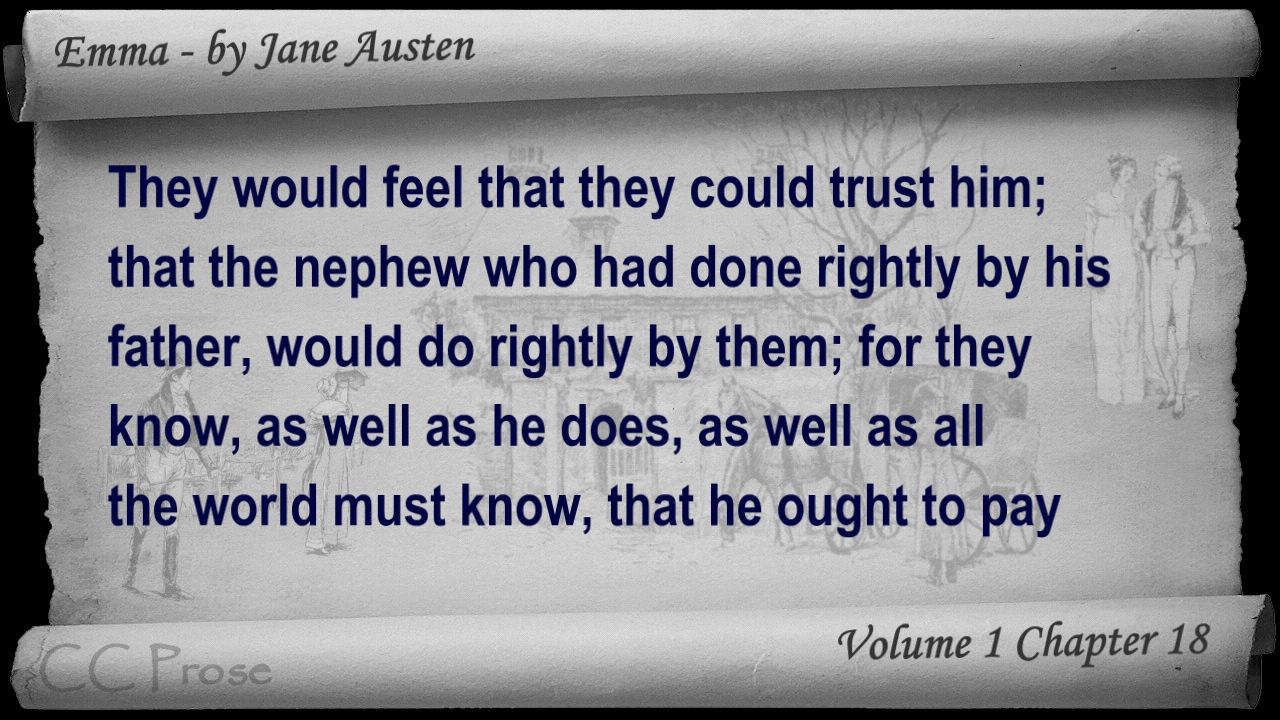 Emma - by Jane Austen
They would feel that they could trust him;
that the nephew who had done rightly by his
father, would do rightly by them; for they
know, as well as he does, as well as all
the world must know, that he ought to pay
Volume 1 Chapter 18
CC Prose